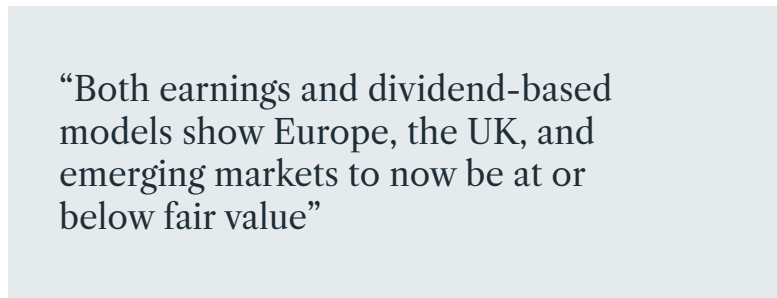 “Both earnings and dividend-based
models show Europe, the UK, and
emerging markets to now be at or
below fair value”